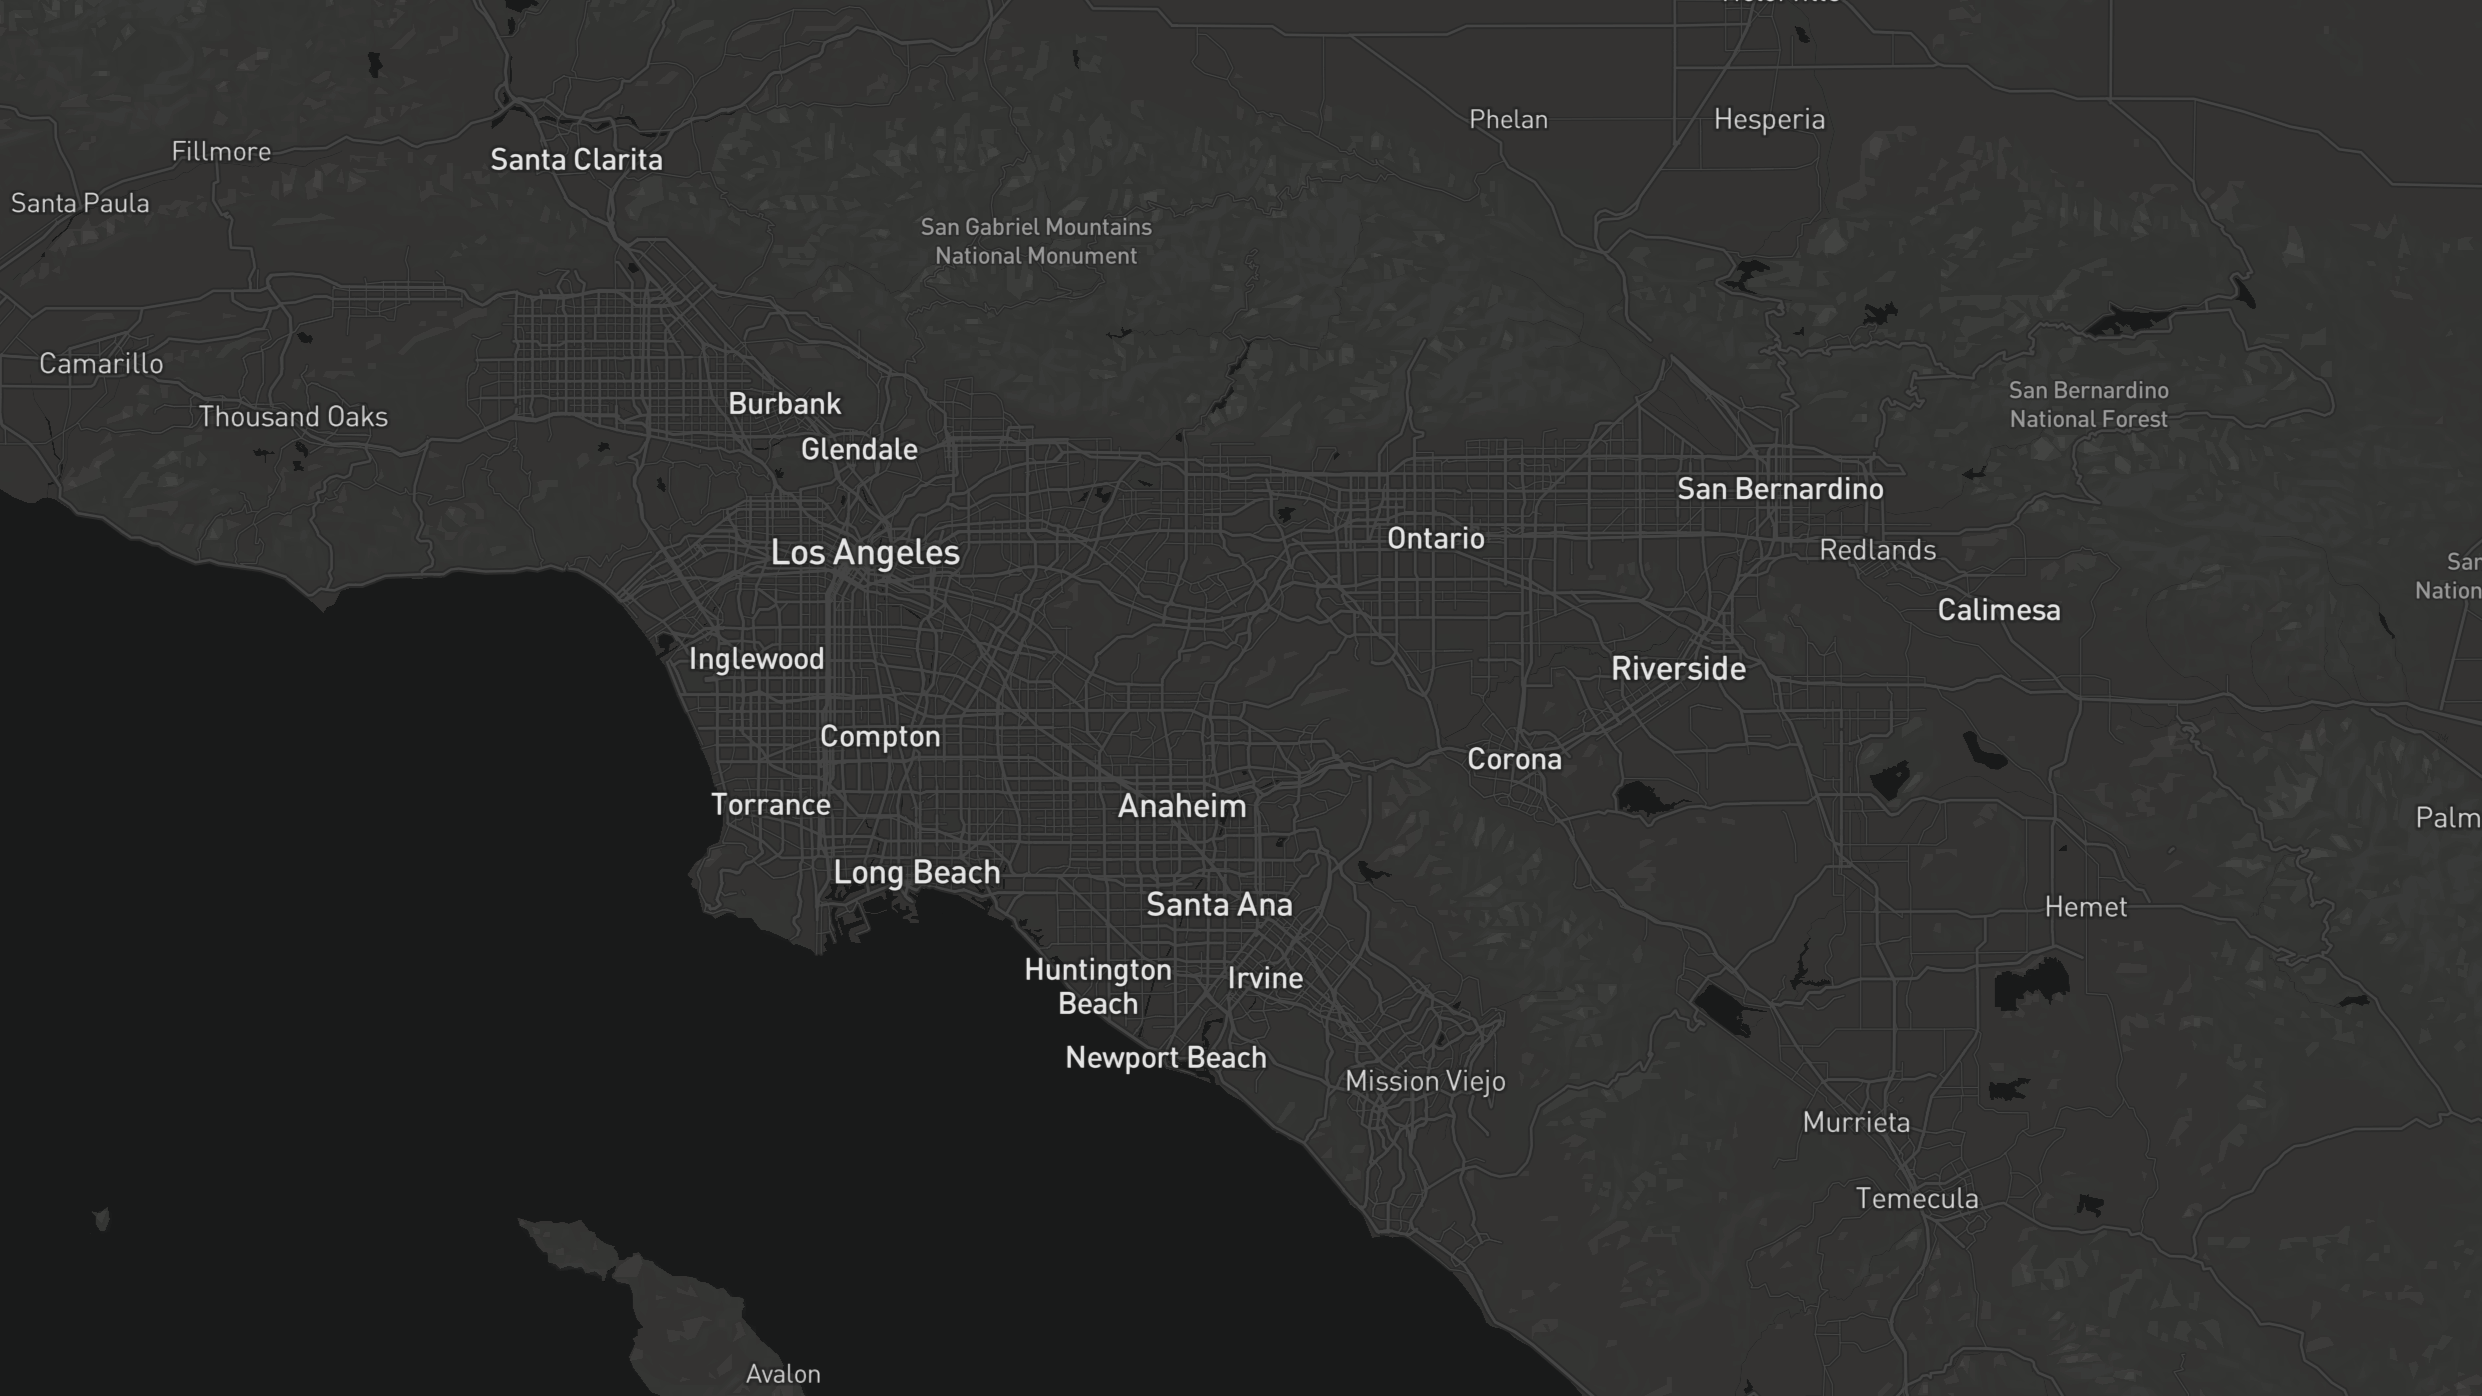 Phelan
Hesperia
Fillmore
Santa Clarita
Santa Paula
San Gabriel Mountains
National Monument
Camarillo
Thousand Oaks
Burbank
Glendale
San Bernardino
National Forest
San Bernardino
Los Angeles
Ontario
Redlands
San
Nation
Calimesa
Inglewood
Riverside
Compton
Corona
Torrance
Anaheim
Palm
Long Beach
Santa Ana
Hemet
Huntington
Beach
Irvine
Newport Beach
Mission Viejo
Murrieta
Temecula
Avalon